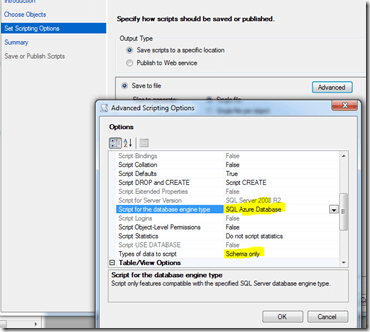 Introduction
Choose Objects
Set Scripting Options
Summary
Save or Publish Scripts
Specify how scripts should be saved or published.
Output Type
Save scripts to a specific location
Publish to Web service
Save to file
Advanced
Advanced Scripting Options
Options
Script Bindings False
Script Collation False
Script Defaults True
Script DROP and CREATE Script CREATE
Script Extended Properties False
Script for Server Version SQL Server 2008 R2
Script for the database engine type SQL Azure Database
Script Logins False
Script Object-Level Permissions False
Script Statistics Do not script statistics
Script USE DATABASE False
Types of data to script Schema only
Table/View Options
Script for the database engine type
Script only features compatible with the specified SQL Server database engine type.
OK
Cancel